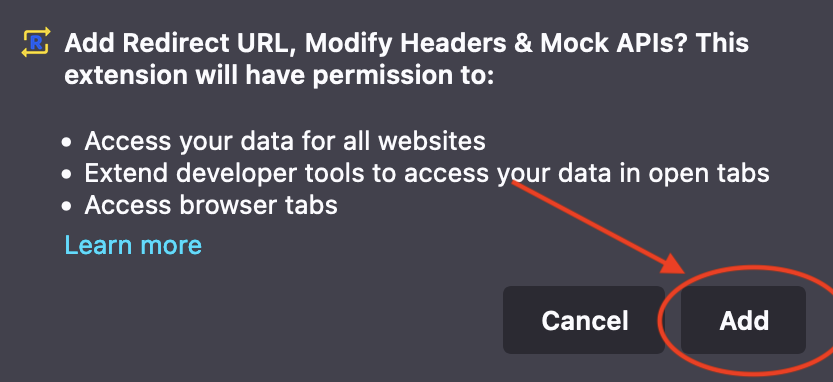 R
Add Redirect URL, Modify Headers & Mock APIs? This
extension will have permission to:
• Access your data for all websites
• Extend developer tools to access your data in open tabs
• Access browser tabs
Learn more
Cancel Add